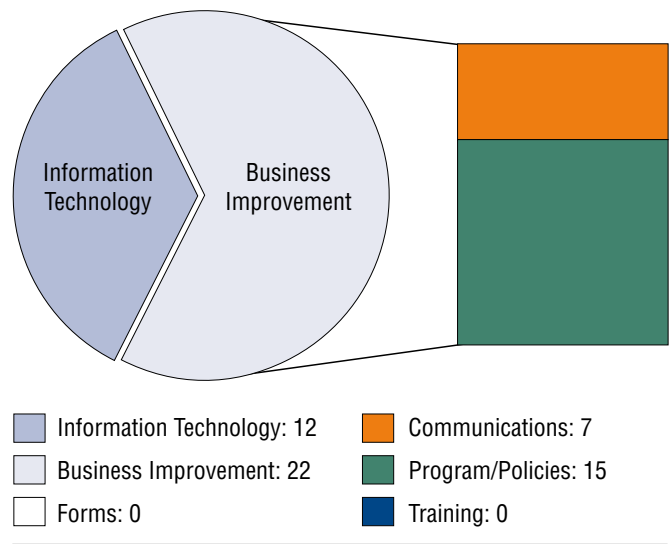 Information
Technology
Business
Improvement
Information Technology: 12
Business Improvement: 22
Forms: 0
Communications: 7
Program/Policies: 15
Training: 0